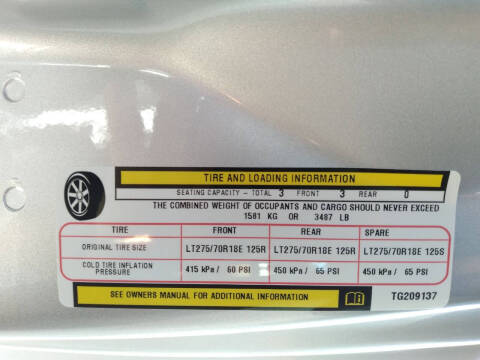 TIRE AND LOADING INFORMATION
SEATING CAPACITY - TOTAL 3 FRONT 3 REAR 0
THE COMBINED WEIGHT OF OCCUPANTS AND CARGO SHOULD NEVER EXCEED
1581 KG OR 3487 LB
TIRE FRONT REAR SPARE
ORIGINAL TIRE SIZE LT275/70R18E 125R LT275/70R18E 125R LT275/70R18E 125S
COLD TIRE INFLATION PRESSURE 415 kPa / 60 PSI 450 kPa / 65 PSI 450 kPa / 65 PSI
SEE OWNERS MANUAL FOR ADDITIONAL INFORMATION TG209137